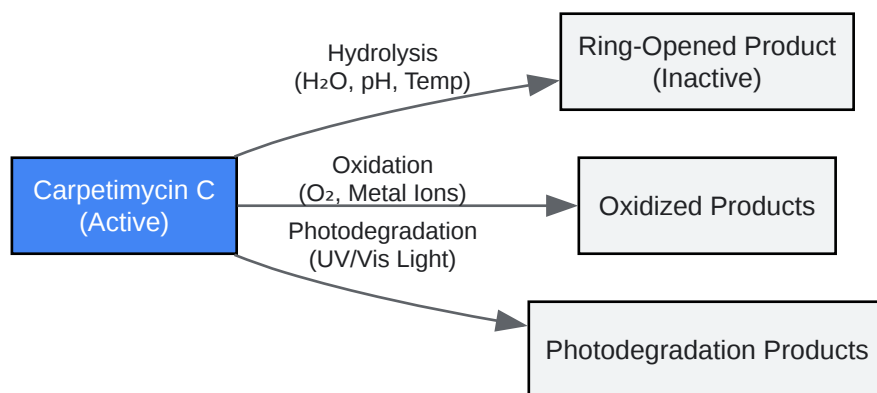 Carpetimycin C
(Active)
Hydrolysis
(H₂O, pH, Temp)
Ring-Opened Product
(Inactive)
Oxidation
(O₂, Metal Ions)
Oxidized Products
Photodegradation
(UV/Vis Light)
Photodegradation Products